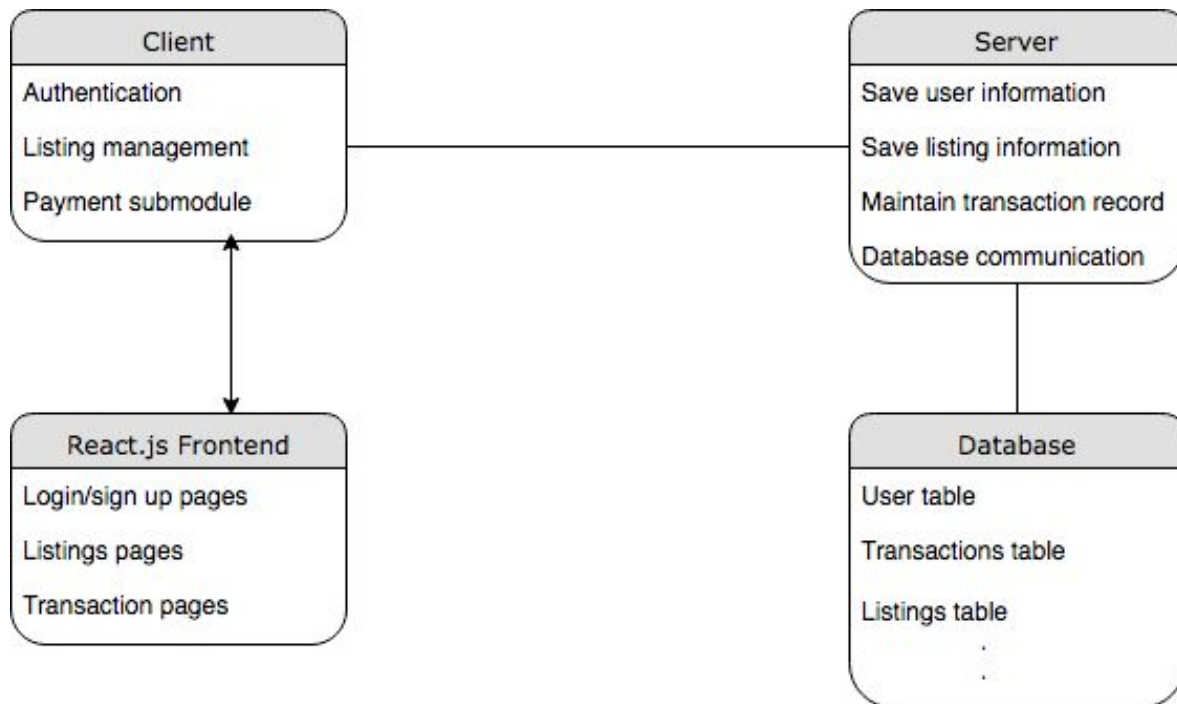 Client
Authentication
Listing management
Payment submodule
Server
Save user information
Save listing information
Maintain transaction record
Database communication
React.js Frontend
Login/sign up pages
Listings pages
Transaction pages
Database
User table
Transactions table
Listings table
.
.